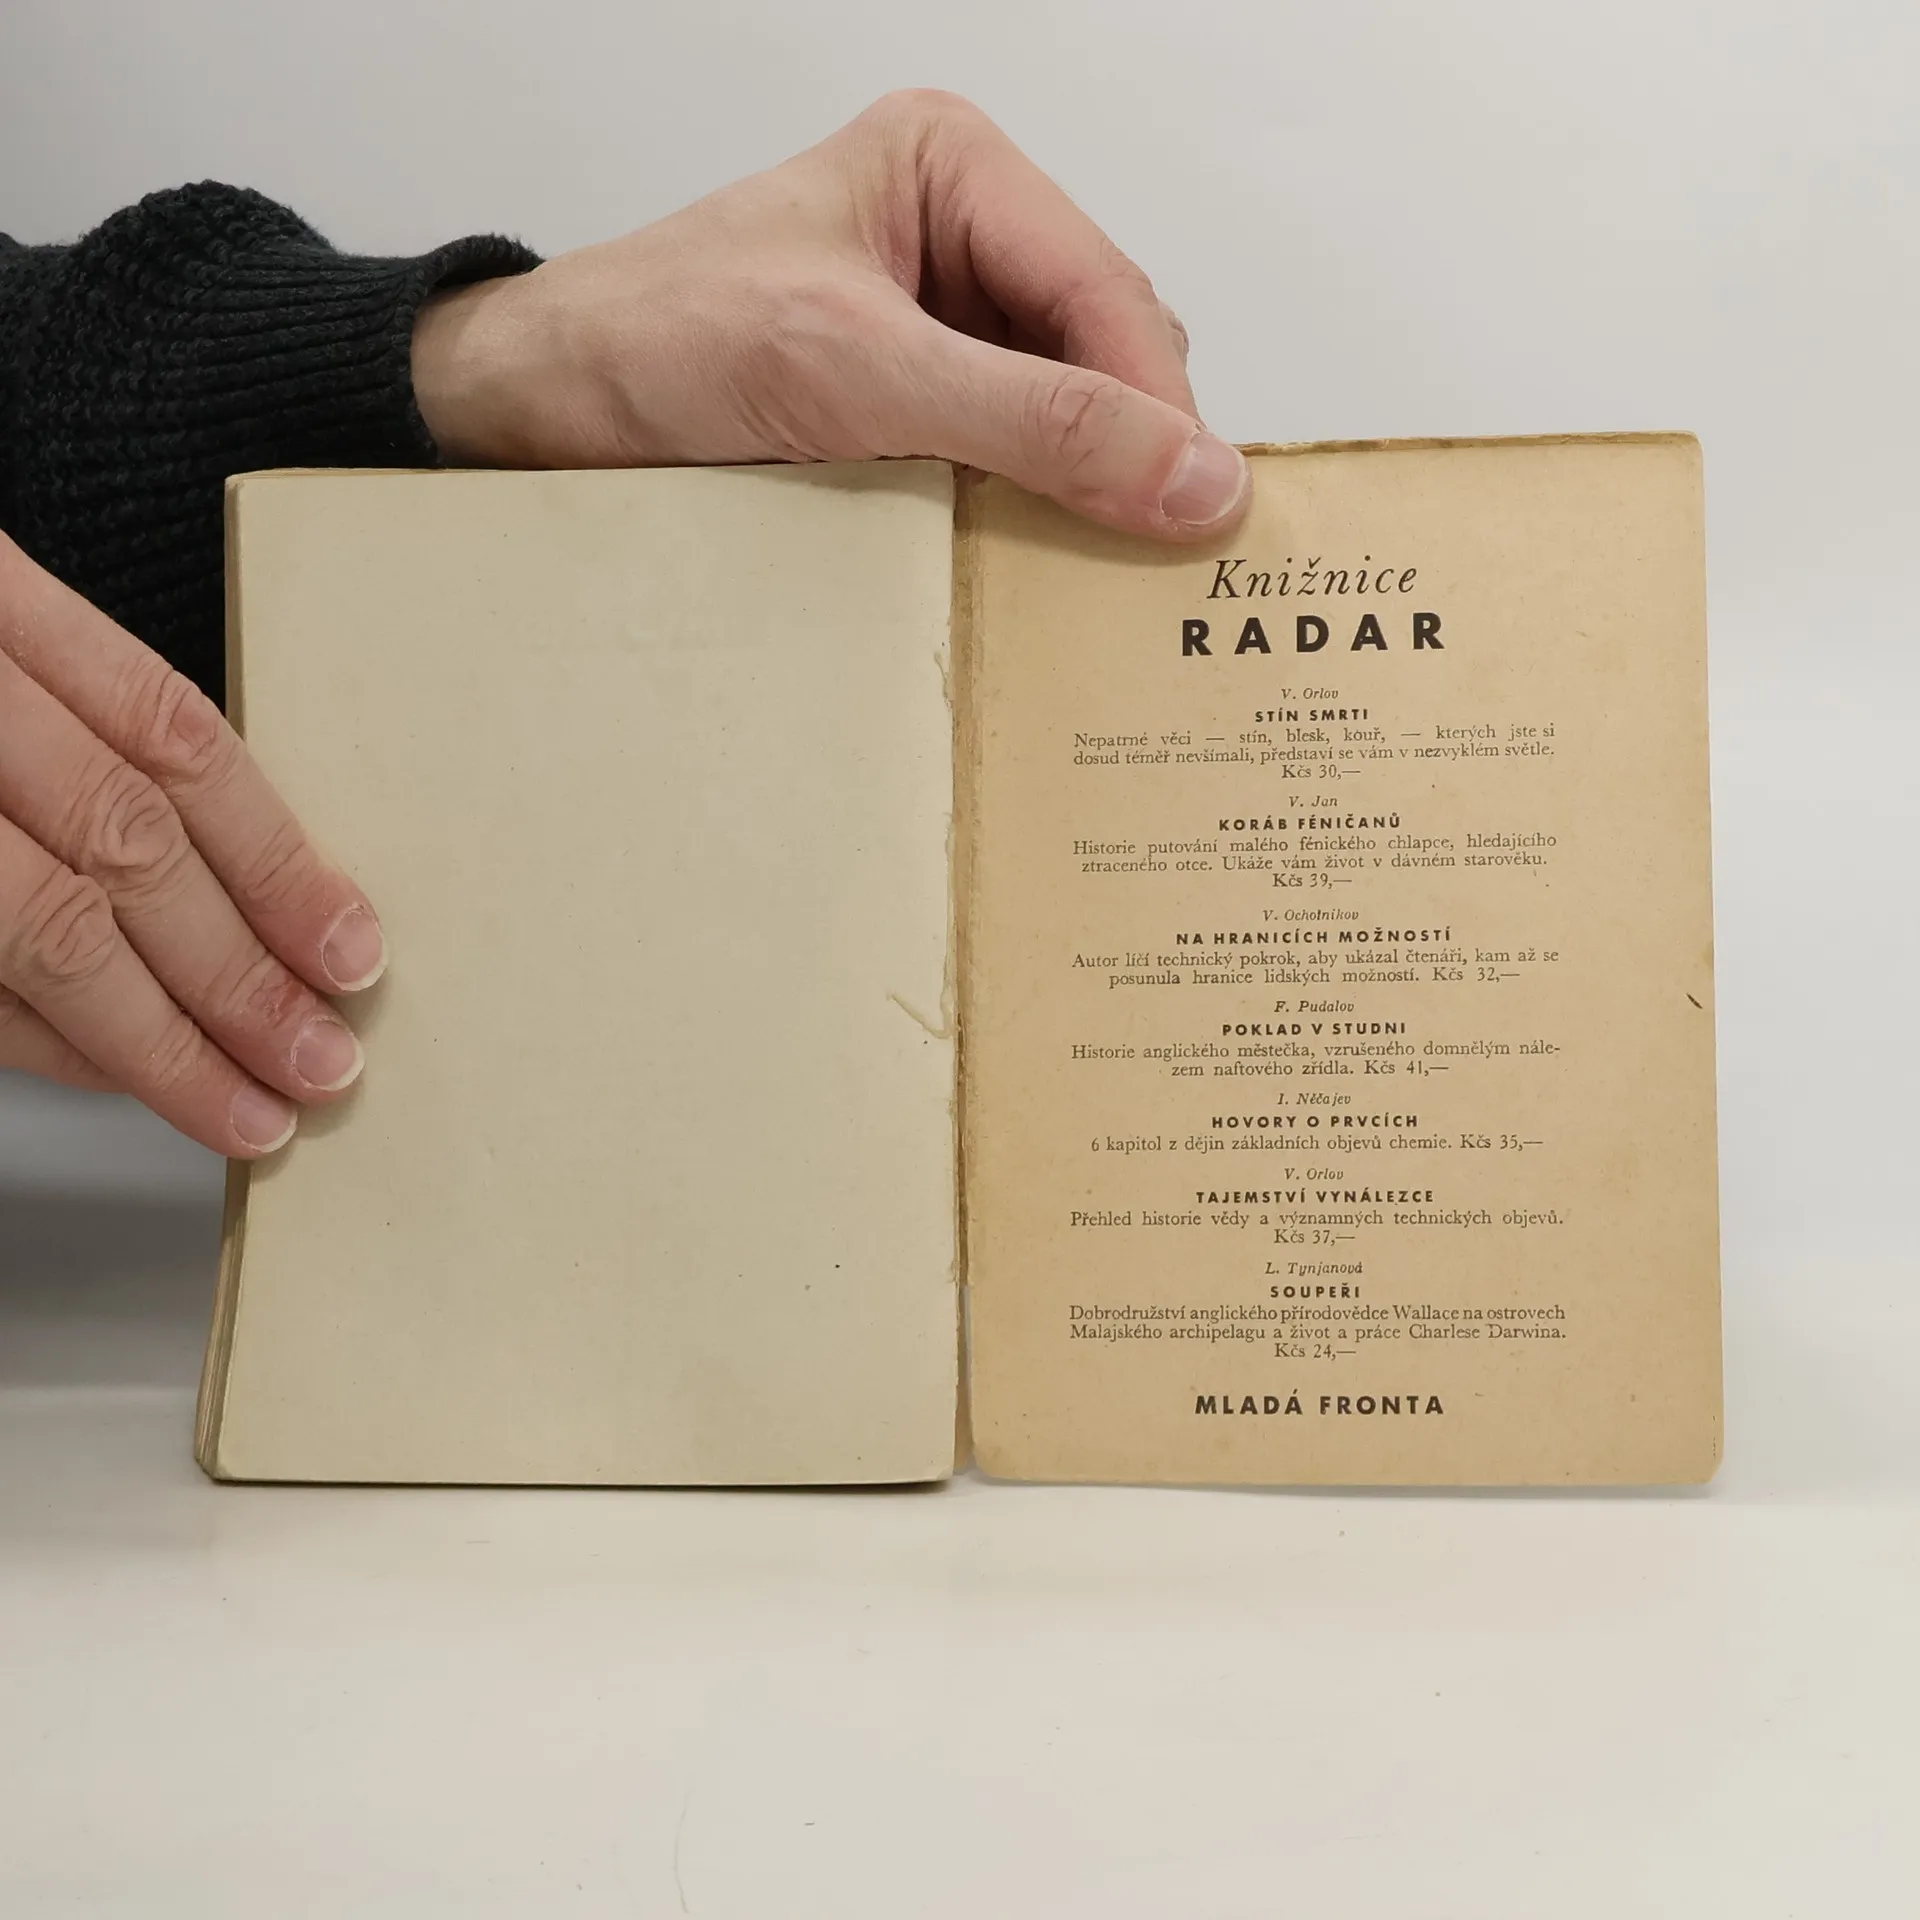 Knižnice
RADAR
V. Orlov
STÍN SMRTI
Nepatrné věci — stín, blesk, kouř, — kterých jste si
dosud téměř nevšímali, představí se vám v nezvyklém světle.
Kčs 30,—
V. Jan
KORÁB FÉNIČANŮ
Historie putování malého fénického chlapce, hledajícího
ztraceného otce. Ukáže vám život v dávném starověku.
Kčs 39,—
V. Ochotnikov
NA HRANICÍCH MOŽNOSTÍ
Autor líčí technický pokrok, aby ukázal čtenáři, kam až se
posunula hranice lidských možností. Kčs 32,—
F. Pudalov
POKLAD V STUDNI
Historie anglického městečka, vzrušeného domnělým nále-
zem naftového zřídla. Kčs 41,—
I. Něčajev
HOVORY O PRVCÍCH
6 kapitol z dějin základních objevů chemie. Kčs 35,—
V. Orlov
TAJEMSTVÍ VYNÁLEZCE
Přehled historie vědy a významných technických objevů.
Kčs 37,—
L. Tynjanová
SOUPEŘI
Dobrodružství anglického přírodovědce Wallace na ostrovech
Malajského archipelagu a život a práce Charlese Darwina.
Kčs 24,—
MLADÁ FRONTA